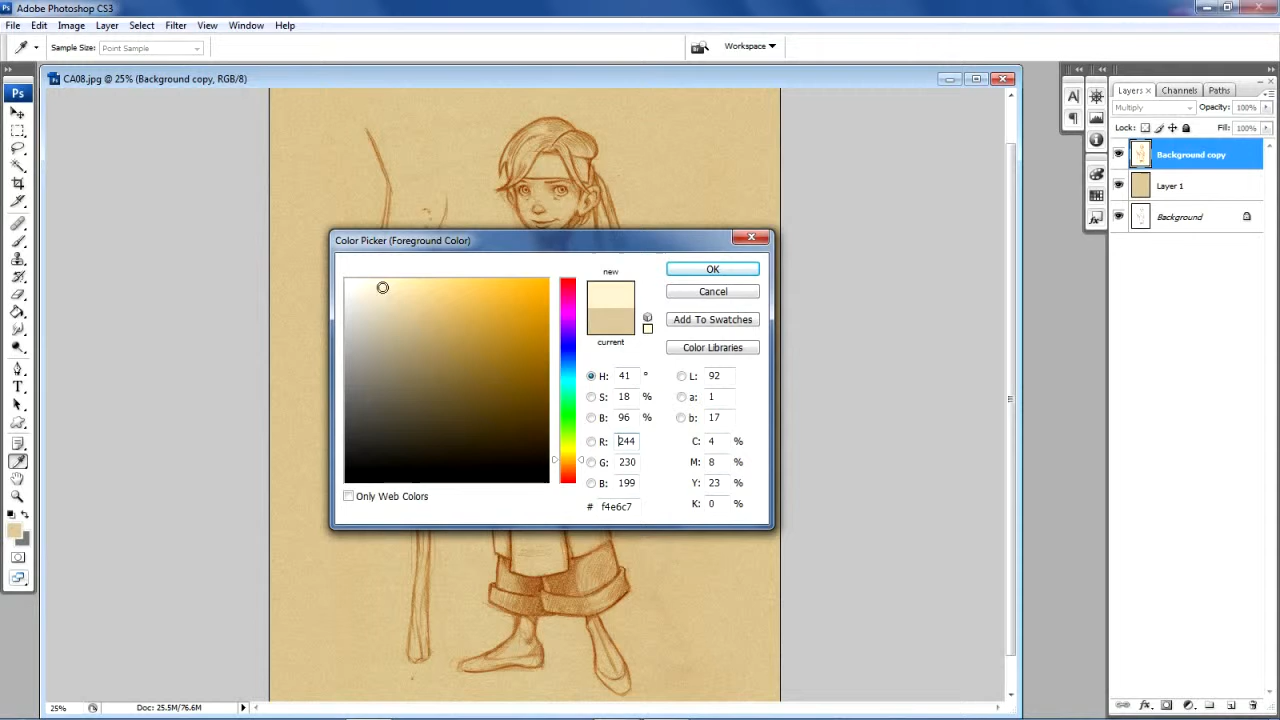 Ps Adobe Photoshop CS3
File Edit Image Layer Select Filter View Window Help
Sample Size: Point Sample
Workspace
CA08.jpg @ 25% (Background copy, RGB/8)
Ps
Layers Channels Paths
Multiply Opacity: 100%
Lock: Fill: 100%
Background copy
Layer 1
Background
Color Picker (Foreground Color)
new
current
OK
Cancel
Add To Swatches
Color Libraries
H: 41 ° L: 92
S: 18 % a: 1
B: 96 % b: 17
R: 244 C: 4 %
G: 230 M: 8 %
B: 199 Y: 23 %
# f4e6c7 K: 0 %
Only Web Colors
25% Doc: 25.5M/76.6M